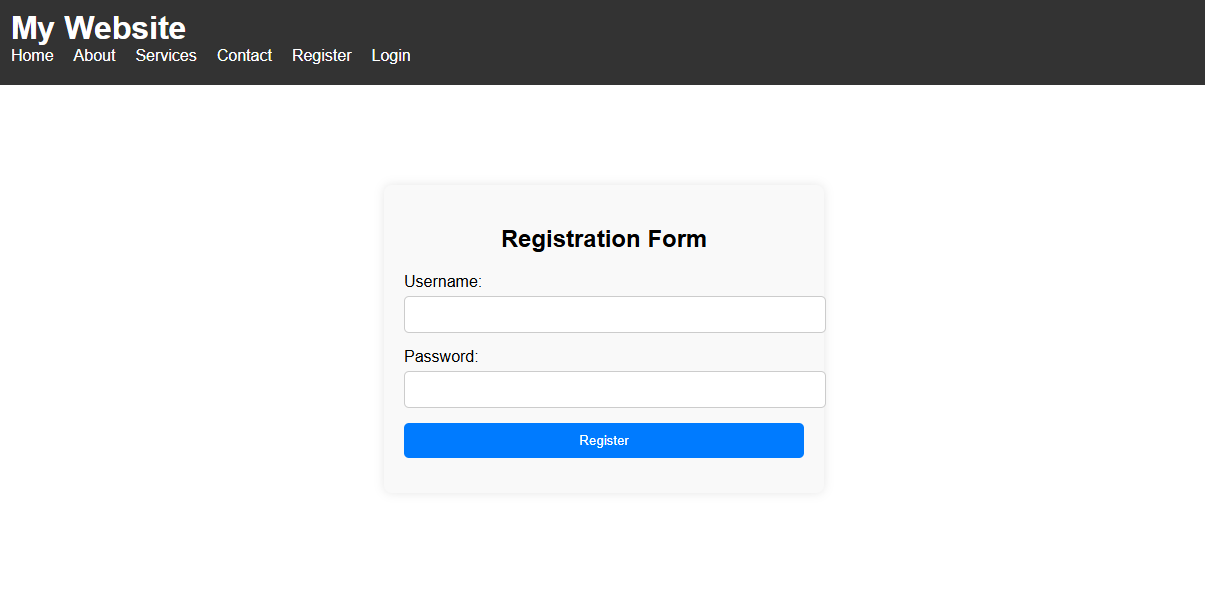 My Website
Home About Services Contact Register Login
Registration Form
Username:
Password:
Register